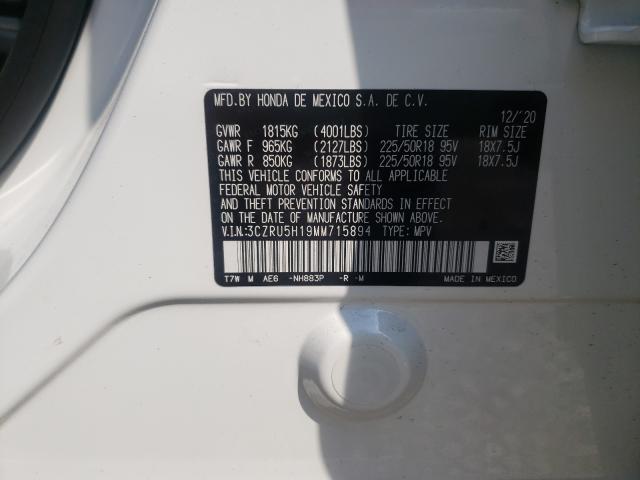 MFD.BY HONDA DE MEXICO S.A. DE C.V.
12/'20
GVWR 1815KG (4001LBS) TIRE SIZE RIM SIZE
GAWR F 965KG (2127LBS) 225/50R18 95V 18X7.5J
GAWR R 850KG (1873LBS) 225/50R18 95V 18X7.5J
THIS VEHICLE CONFORMS TO ALL APPLICABLE
FEDERAL MOTOR VEHICLE SAFETY
AND THEFT PREVENTION STANDARDS IN EFFECT
ON THE DATE OF MANUFACTURE SHOWN ABOVE.
V.I.N:3CZRU5H19MM715894 TYPE: MPV
T7W M AE6 -NH883P -R -M MADE IN MEXICO